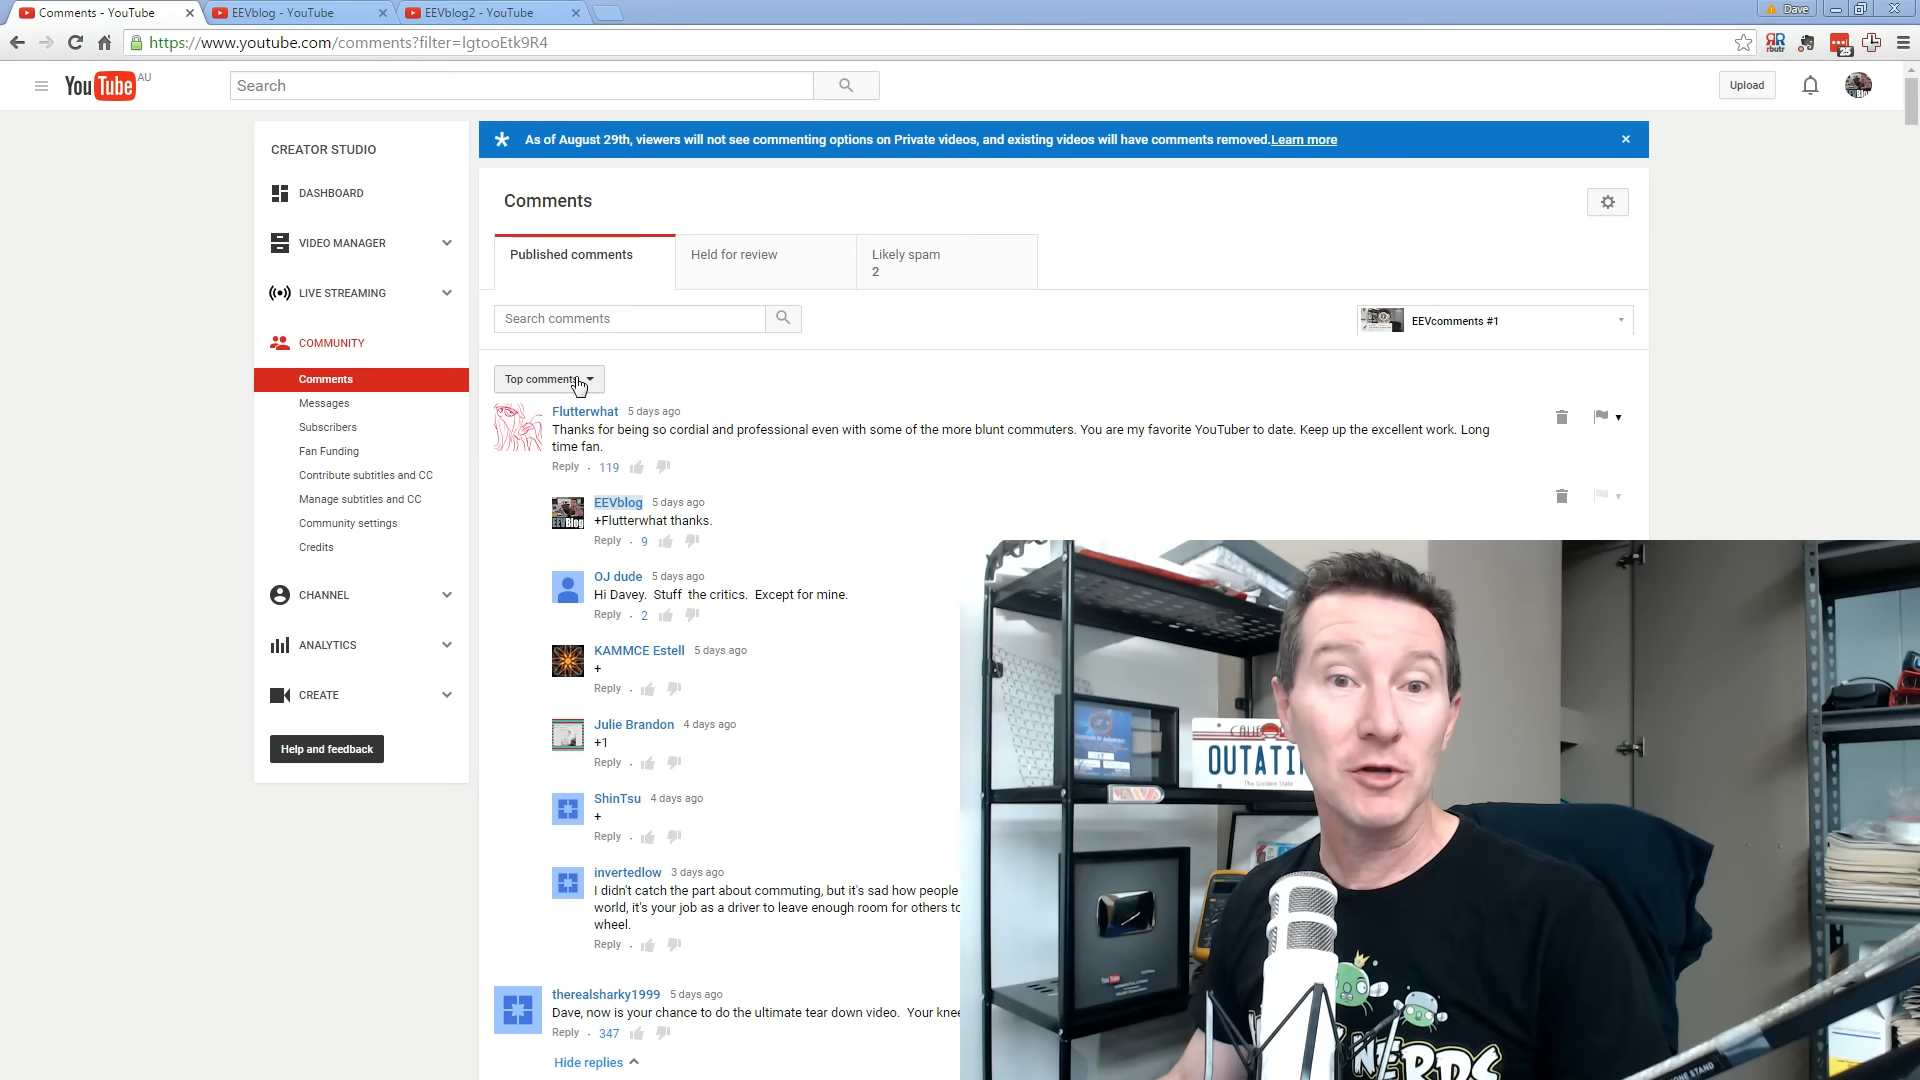 Comments - YouTube
EEVblog - YouTube
EEVblog2 - YouTube
Dave
https://www.youtube.com/comments?filter=lgtooEtk9R4
rbutr
25
YouTube AU
Search
Upload
CREATOR STUDIO
DASHBOARD
VIDEO MANAGER
LIVE STREAMING
COMMUNITY
Comments
Messages
Subscribers
Fan Funding
Contribute subtitles and CC
Manage subtitles and CC
Community settings
Credits
CHANNEL
ANALYTICS
CREATE
Help and feedback
As of August 29th, viewers will not see commenting options on Private videos, and existing videos will have comments removed.Learn more
Comments
Published comments
Held for review
Likely spam
2
Search comments
EEVcomments #1
Top comments
Flutterwhat 5 days ago
Thanks for being so cordial and professional even with some of the more blunt commuters. You are my favorite YouTuber to date. Keep up the excellent work. Long
time fan.
Reply · 119
EEVblog 5 days ago
+Flutterwhat thanks.
Reply · 9
OJ dude 5 days ago
Hi Davey. Stuff the critics. Except for mine.
Reply · 2
KAMMCE Estell 5 days ago
+
Reply ·
Julie Brandon 4 days ago
+1
Reply ·
ShinTsu 4 days ago
+
Reply ·
invertedlow 3 days ago
I didn't catch the part about commuting, but it's sad how people
world, it's your job as a driver to leave enough room for others to
wheel.
Reply ·
therealsharky1999 5 days ago
Dave, now is your chance to do the ultimate tear down video. Your knee
Reply · 347
Hide replies
OUTATI
The Golden State
YouTube
NERDS